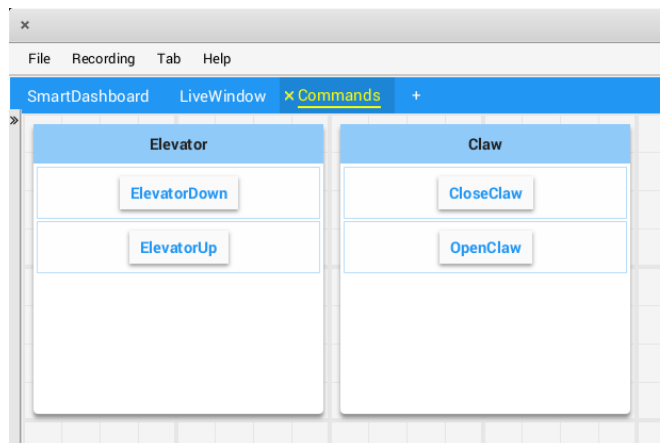 File Recording Tab Help
SmartDashboard LiveWindow Commands +
Elevator
ElevatorDown
ElevatorUp
Claw
CloseClaw
OpenClaw